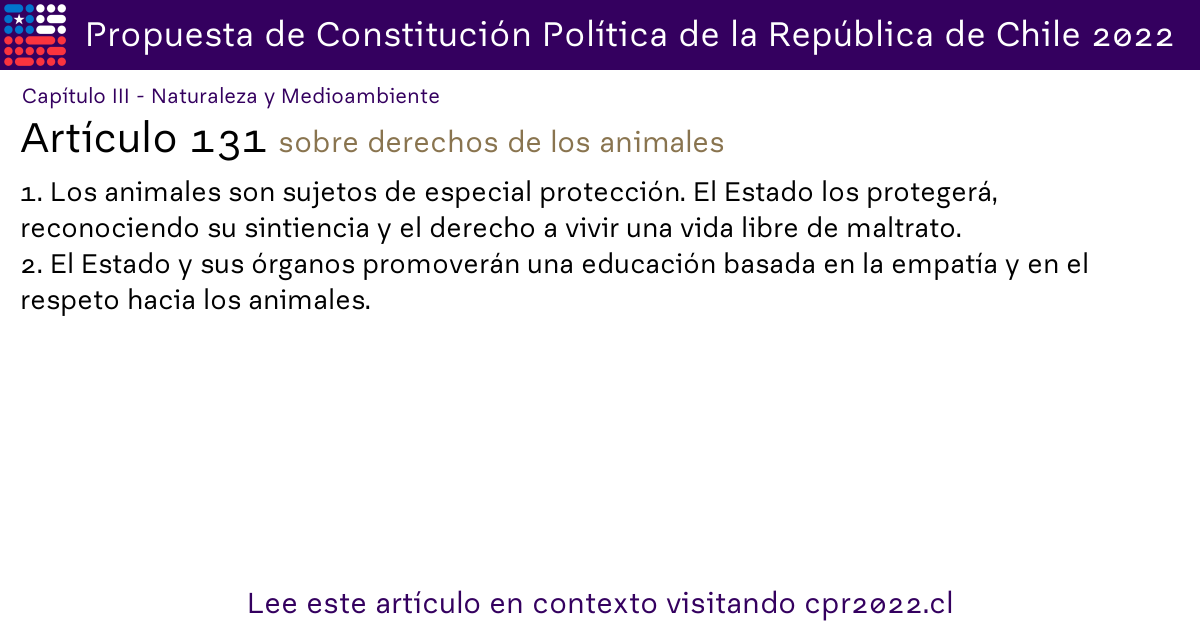 Propuesta de Constitución Política de la República de Chile 2022
Capítulo III - Naturaleza y Medioambiente
Artículo 131 sobre derechos de los animales
1. Los animales son sujetos de especial protección. El Estado los protegerá,
reconociendo su sintiencia y el derecho a vivir una vida libre de maltrato.
2. El Estado y sus órganos promoverán una educación basada en la empatía y en el
respeto hacia los animales.
Lee este artículo en contexto visitando cpr2022.cl